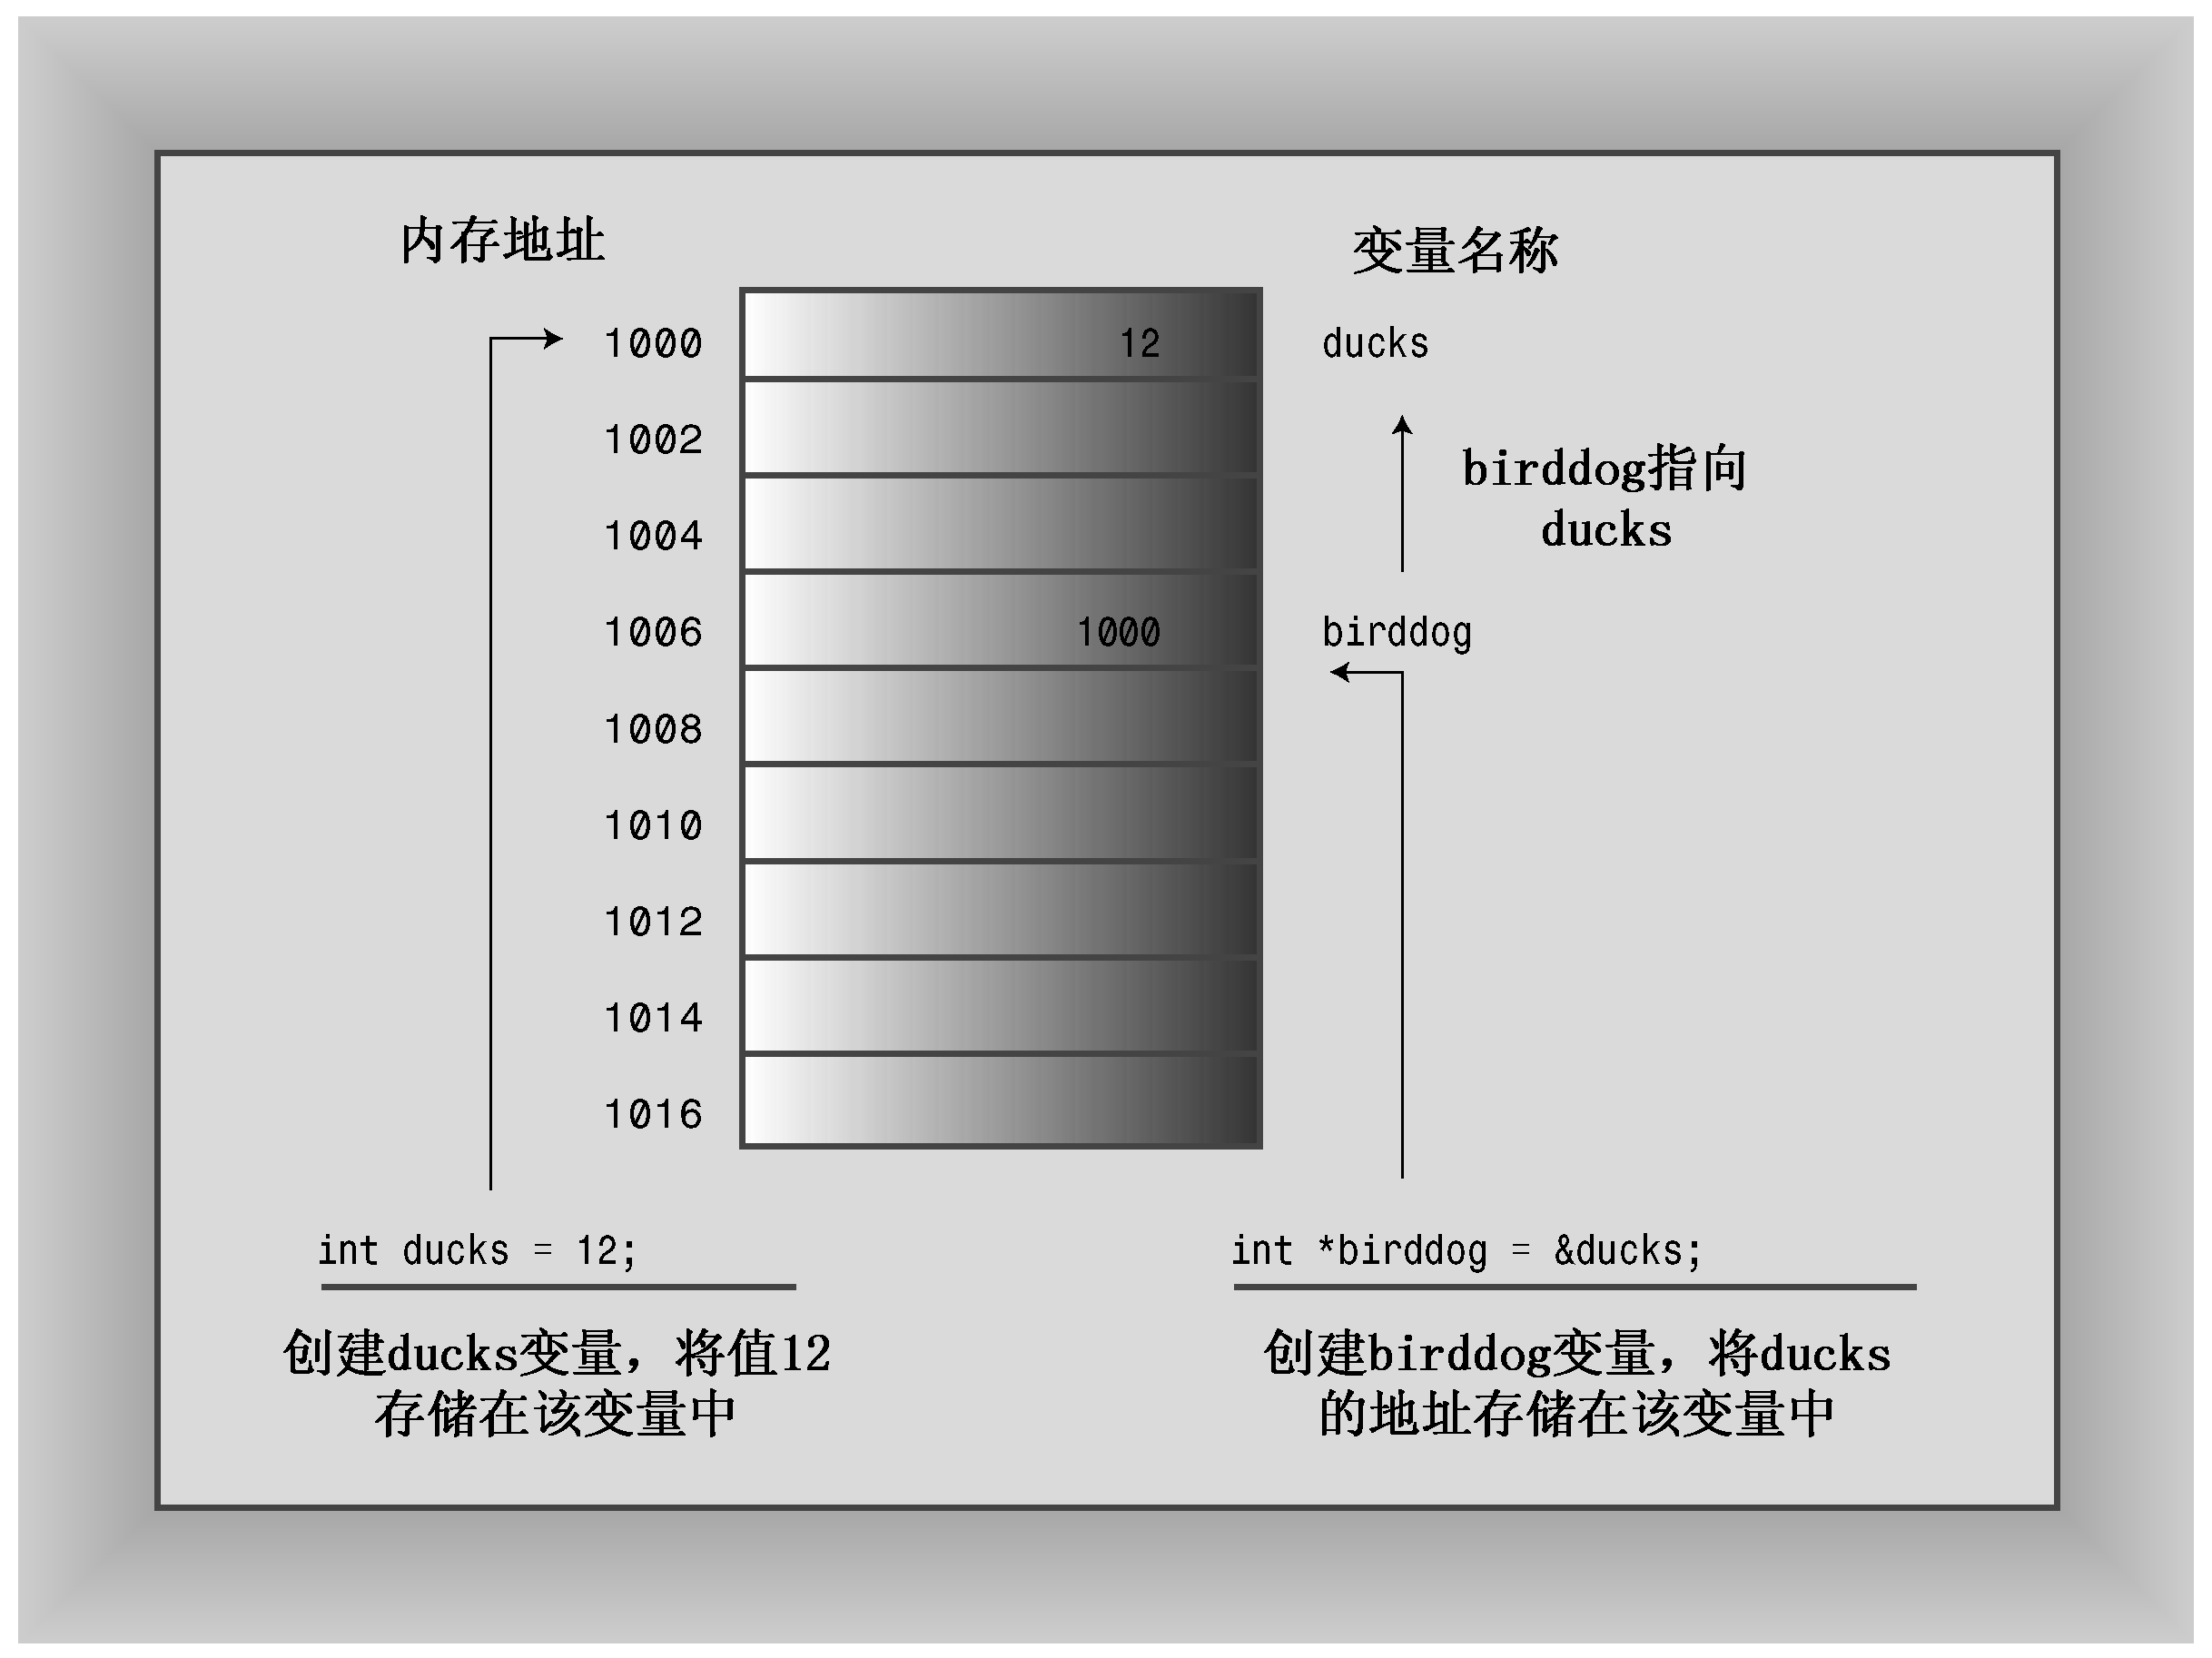 内存地址
变量名称
1000
12
ducks
1002
birddog指向
ducks
1004
1006
1000
birddog
1008
1010
1012
1014
1016
int ducks = 12;
创建ducks变量，将值12
存储在该变量中
int *birddog = &ducks;
创建birddog变量，将ducks
的地址存储在该变量中